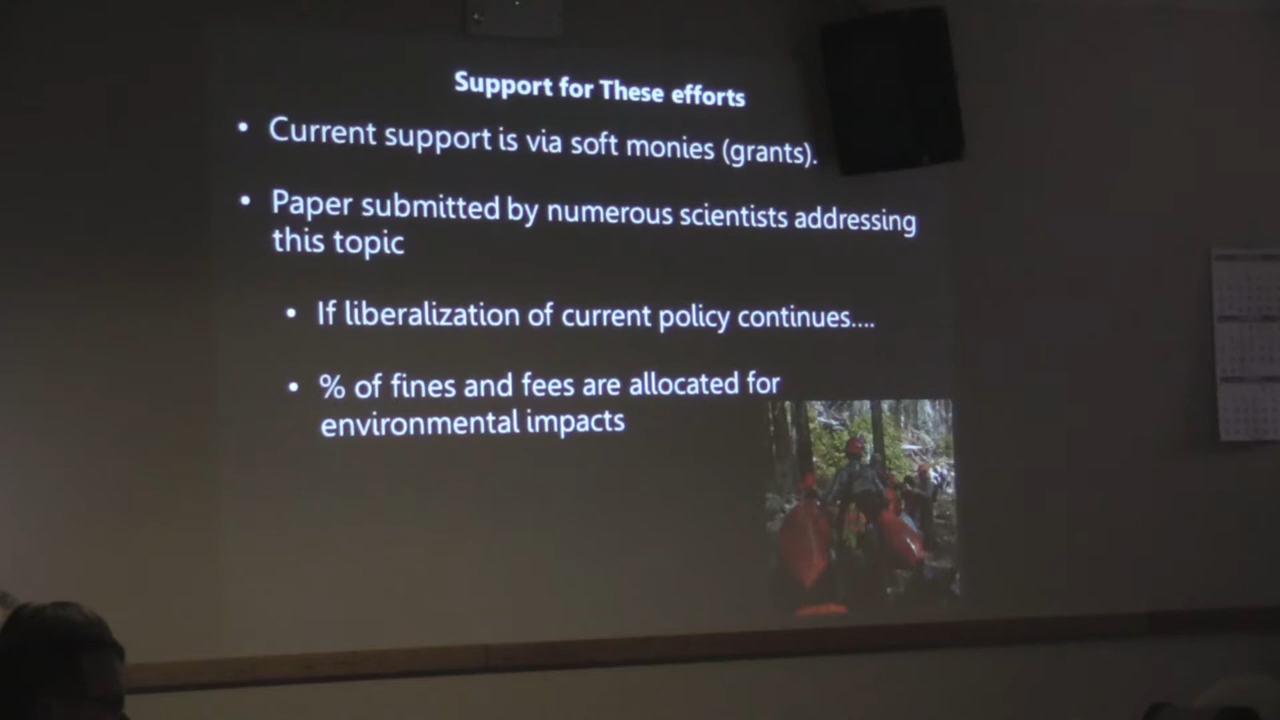 Support for These efforts
• Current support is via soft monies (grants).
• Paper submitted by numerous scientists addressing
this topic
• If liberalization of current policy continues....
• % of fines and fees are allocated for
environmental impacts